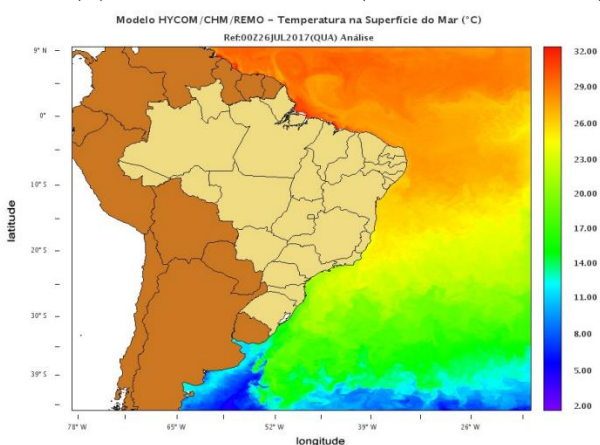 Modelo HYCOM/CHM/REMO – Temperatura na Superfície do Mar (°C)
Ref:00Z26JUL2017(QUA) Análise
9° N
0°
10° S
20° S
30° S
39° S
latitude
78° W
65° W
52° W
39° W
26° W
longitude
32.00
29.00
26.00
23.00
20.00
17.00
14.00
11.00
8.00
5.00
2.00